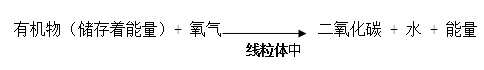 有机物（储存着能量）+ 氧气 ⟶ 二氧化碳 + 水 + 能量
线粒体中